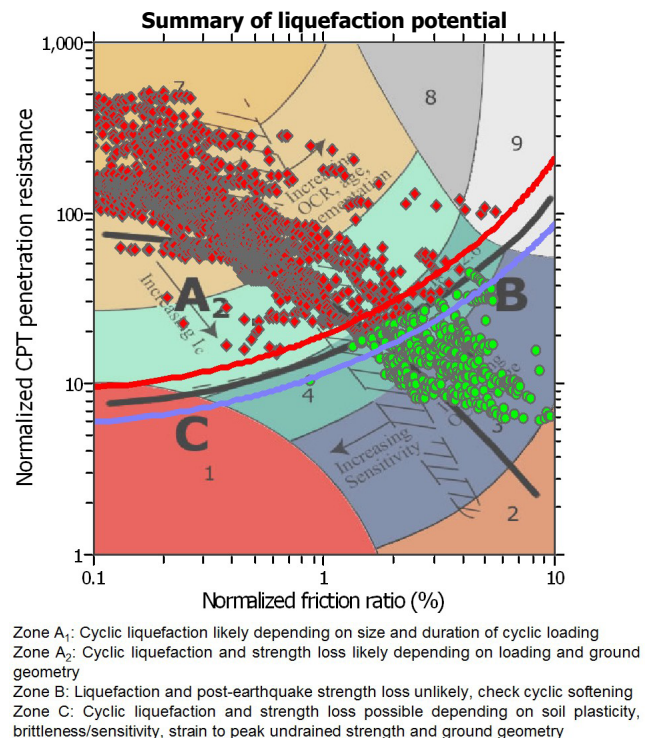 Summary of liquefaction potential
1,000
7
8
9
Increasing
OCR, age,
ementation
100
Increasing Ic
A2
B
10
C
4
3
1
Increasing
Sensitivity
2
1
0.1
1
10
Normalized CPT penetration resistance
Normalized friction ratio (%)
Zone A1: Cyclic liquefaction likely depending on size and duration of cyclic loading
Zone A2: Cyclic liquefaction and strength loss likely depending on loading and ground
geometry
Zone B: Liquefaction and post-earthquake strength loss unlikely, check cyclic softening
Zone C: Cyclic liquefaction and strength loss possible depending on soil plasticity,
brittleness/sensitivity, strain to peak undrained strength and ground geometry